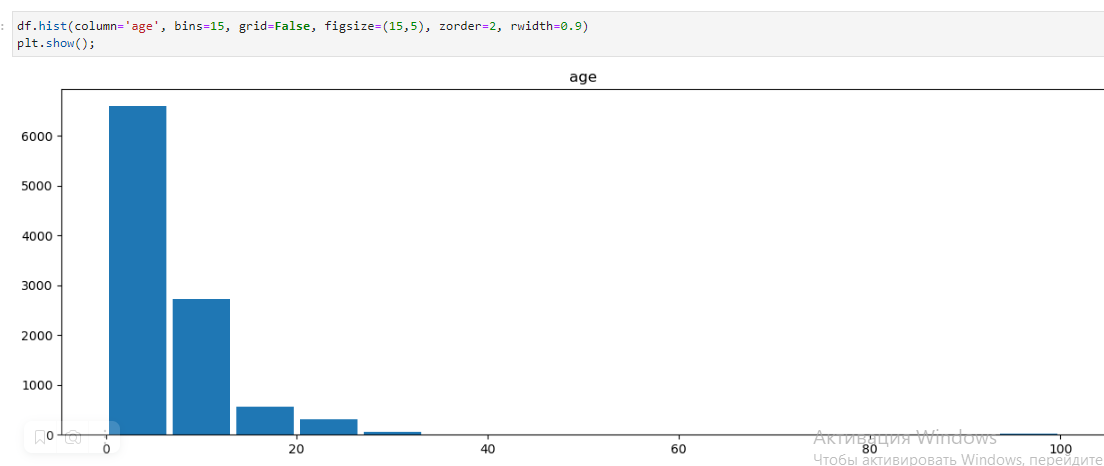 :
df.hist(column='age', bins=15, grid=False, figsize=(15,5), zorder=2, rwidth=0.9)
plt.show();
age
6000
5000
4000
3000
2000
1000
0
0 20 40 60 80 100
Активация Windows
Чтобы активировать Windows, перейдите